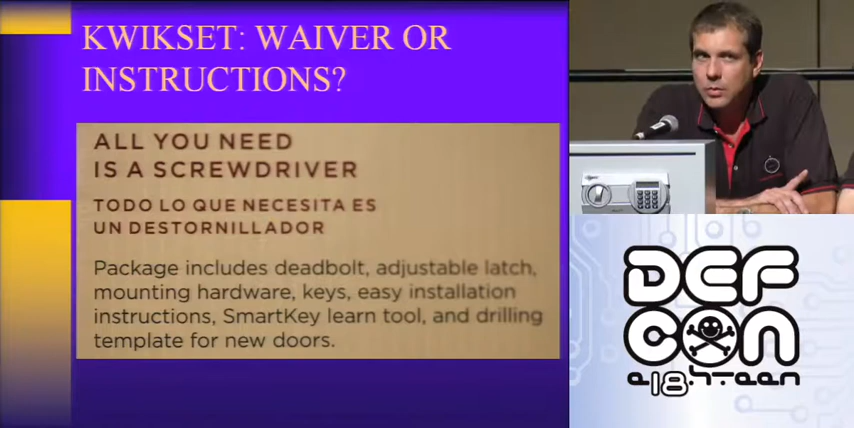 KWIKSET: WAIVER OR
INSTRUCTIONS?
ALL YOU NEED
IS A SCREWDRIVER
TODO LO QUE NECESITA ES
UN DESTORNILLADOR
Package includes deadbolt, adjustable latch,
mounting hardware, keys, easy installation
instructions, SmartKey learn tool, and drilling
template for new doors.
DEF
CON
e18h.teen